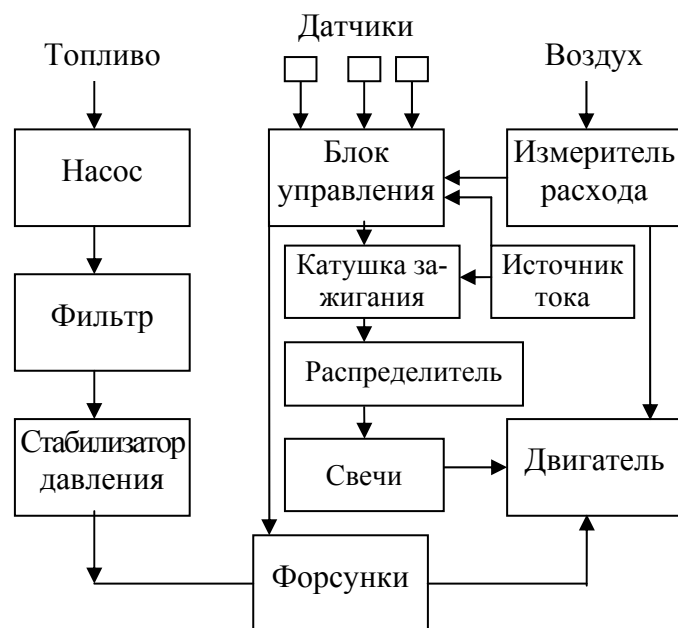 Датчики
Топливо
Воздух
Насос
Блок
управления
Измеритель
расхода
Фильтр
Катушка за-
жигания
Источник
тока
Распределитель
Стабилизатор
давления
Свечи
Двигатель
Форсунки